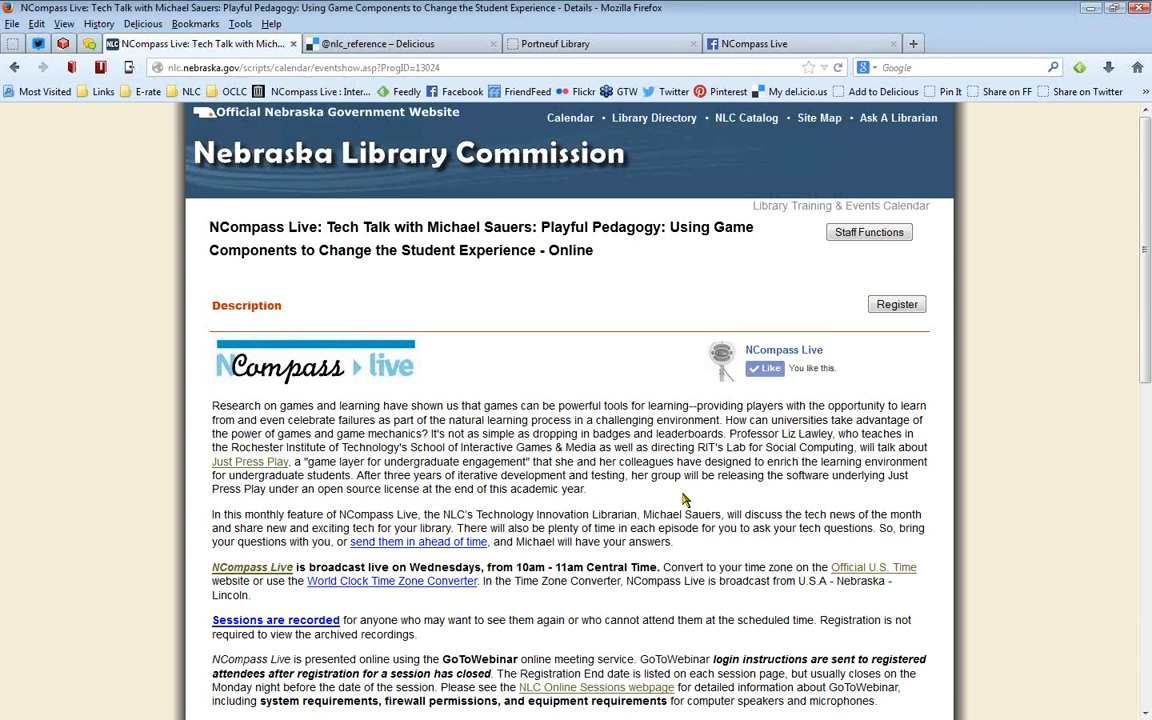 NCompass Live: Tech Talk with Michael Sauers: Playful Pedagogy: Using Game Components to Change the Student Experience - Details - Mozilla Firefox
File Edit View History Delicious Bookmarks Tools Help
NCompass Live: Tech Talk with Mich...
@nlc_reference – Delicious
Portneuf Library
NCompass Live
nlc.nebraska.gov/scripts/calendar/eventshow.asp?ProgID=13024
Google
Most Visited Links E-rate NLC OCLC NCompass Live : Inter... Feedly Facebook FriendFeed Flickr GTW Twitter Pinterest My del.icio.us Add to Delicious Pin It Share on FF Share on Twitter »
Official Nebraska Government Website
Calendar • Library Directory • NLC Catalog • Site Map • Ask A Librarian
Nebraska Library Commission
Library Training & Events Calendar
NCompass Live: Tech Talk with Michael Sauers: Playful Pedagogy: Using Game
Components to Change the Student Experience - Online
Staff Functions
Description
Register
NCompass live
NCompass Live
Like You like this.
Research on games and learning have shown us that games can be powerful tools for learning--providing players with the opportunity to learn
from and even celebrate failures as part of the natural learning process in a challenging environment. How can universities take advantage of
the power of games and game mechanics? It's not as simple as dropping in badges and leaderboards. Professor Liz Lawley, who teaches in
the Rochester Institute of Technology's School of Interactive Games & Media as well as directing RIT's Lab for Social Computing, will talk about
Just Press Play, a "game layer for undergraduate engagement" that she and her colleagues have designed to enrich the learning environment
for undergraduate students. After three years of iterative development and testing, her group will be releasing the software underlying Just
Press Play under an open source license at the end of this academic year.
In this monthly feature of NCompass Live, the NLC's Technology Innovation Librarian, Michael Sauers, will discuss the tech news of the month
and share new and exciting tech for your library. There will also be plenty of time in each episode for you to ask your tech questions. So, bring
your questions with you, or send them in ahead of time, and Michael will have your answers.
NCompass Live is broadcast live on Wednesdays, from 10am - 11am Central Time. Convert to your time zone on the Official U.S. Time
website or use the World Clock Time Zone Converter. In the Time Zone Converter, NCompass Live is broadcast from U.S.A - Nebraska -
Lincoln.
Sessions are recorded for anyone who may want to see them again or who cannot attend them at the scheduled time. Registration is not
required to view the archived recordings.
NCompass Live is presented online using the GoToWebinar online meeting service. GoToWebinar login instructions are sent to registered
attendees after registration for a session has closed. The Registration End date is listed on each session page, but usually closes on the
Monday night before the date of the session. Please see the NLC Online Sessions webpage for detailed information about GoToWebinar,
including system requirements, firewall permissions, and equipment requirements for computer speakers and microphones.